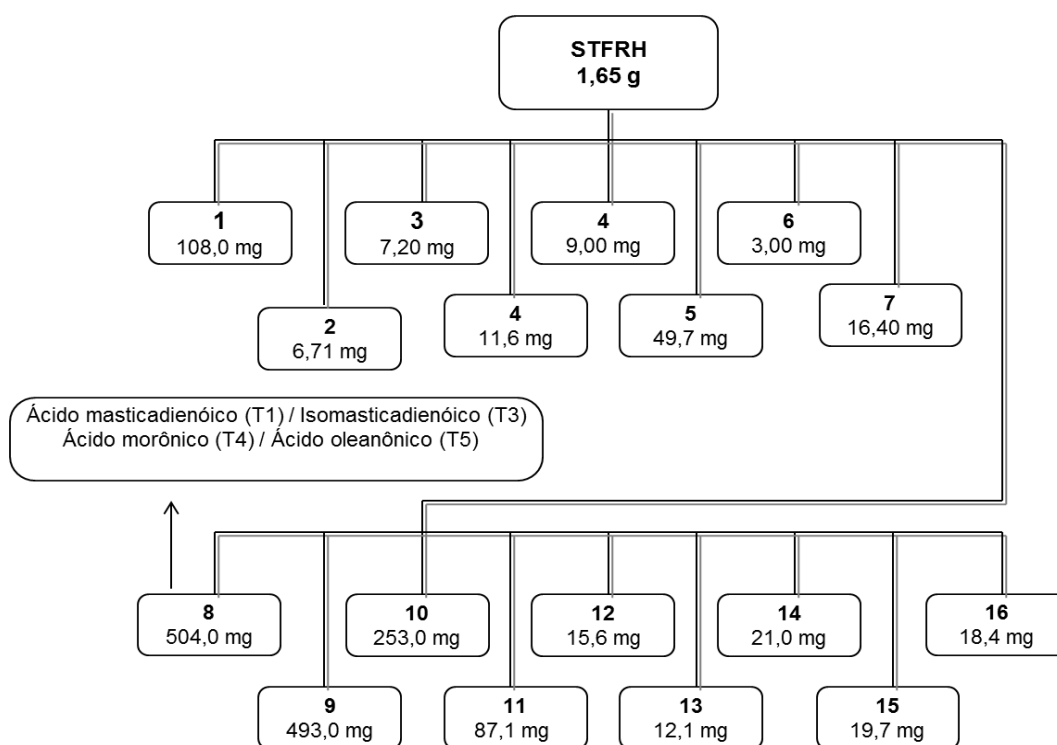 STFRH
1,65 g
1
108,0 mg
3
7,20 mg
4
9,00 mg
6
3,00 mg
2
6,71 mg
4
11,6 mg
5
49,7 mg
7
16,40 mg
Ácido masticadienóico (T1) / Isomasticadienóico (T3)
Ácido morônico (T4) / Ácido oleanônico (T5)
8
504,0 mg
10
253,0 mg
12
15,6 mg
14
21,0 mg
16
18,4 mg
9
493,0 mg
11
87,1 mg
13
12,1 mg
15
19,7 mg